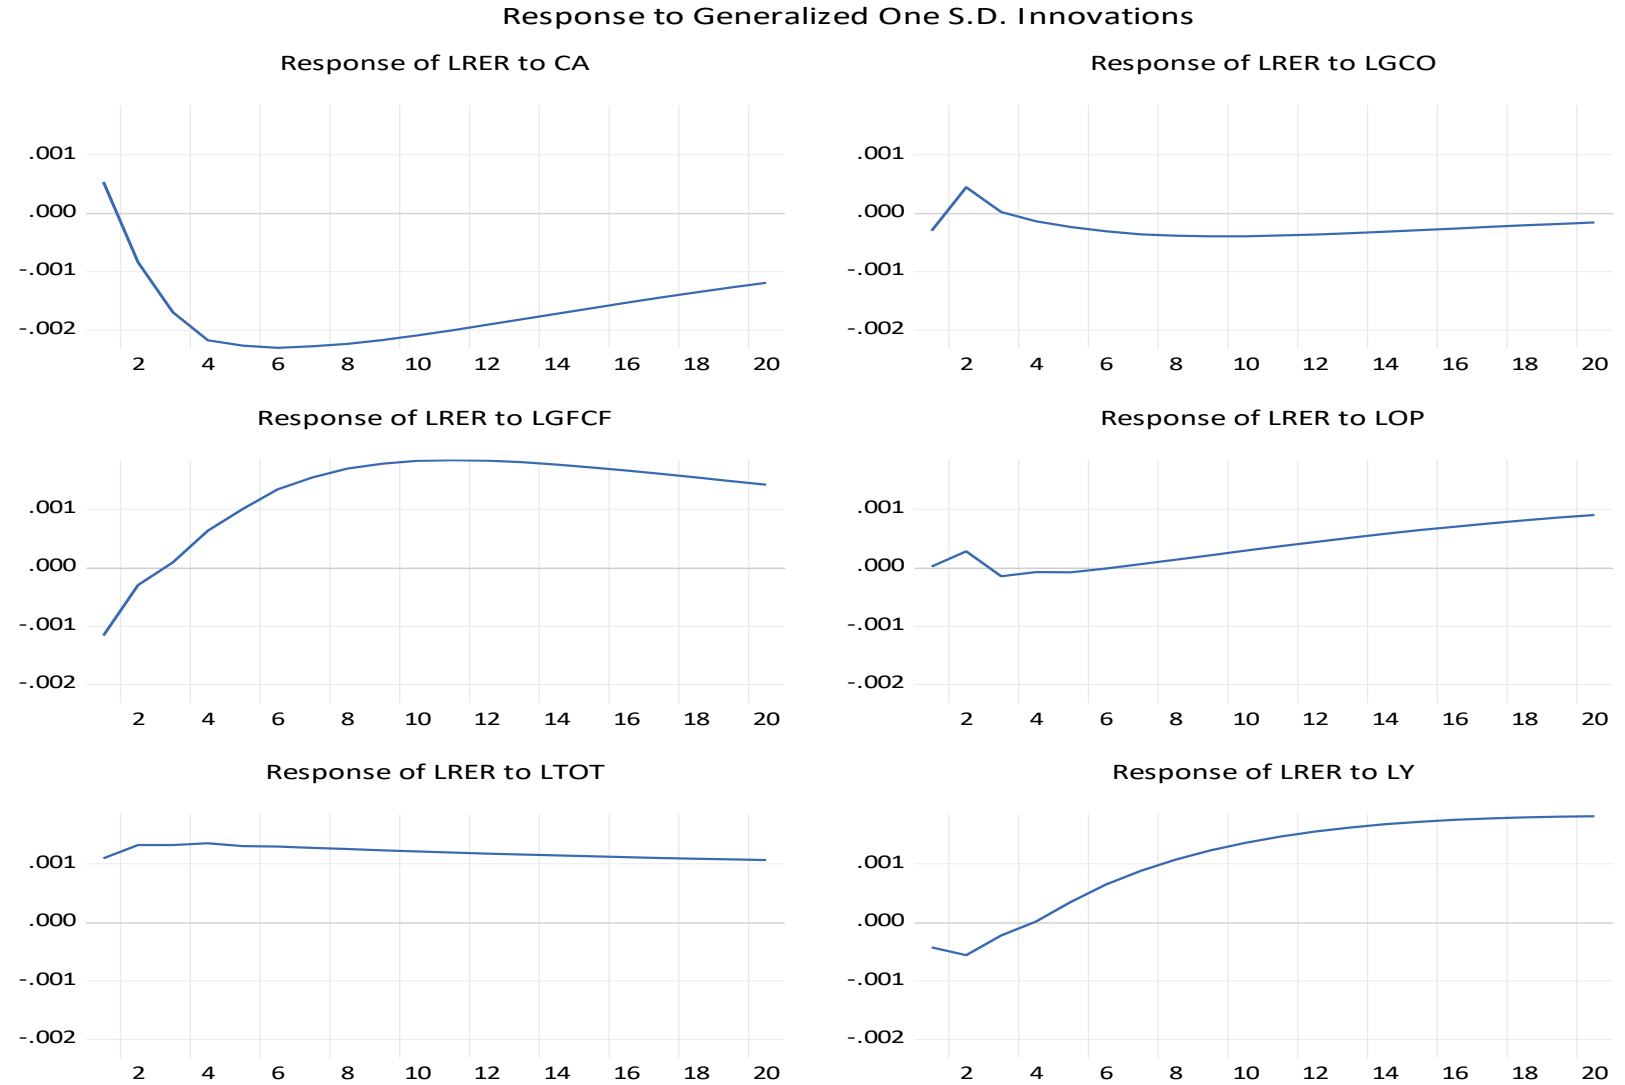 Response to Generalized One S.D. Innovations
Response of LRER to CA
.001
.000
-.001
-.002
2 4 6 8 10 12 14 16 18 20
Response of LRER to LGCO
.001
.000
-.001
-.002
2 4 6 8 10 12 14 16 18 20
Response of LRER to LGFCF
.001
.000
-.001
-.002
2 4 6 8 10 12 14 16 18 20
Response of LRER to LOP
.001
.000
-.001
-.002
2 4 6 8 10 12 14 16 18 20
Response of LRER to LTOT
.001
.000
-.001
-.002
2 4 6 8 10 12 14 16 18 20
Response of LRER to LY
.001
.000
-.001
-.002
2 4 6 8 10 12 14 16 18 20